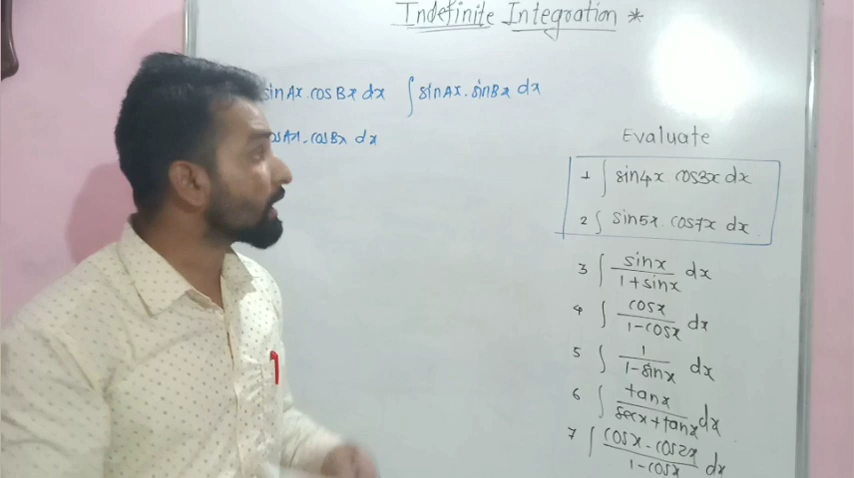 Indefinite Integration *
sinAx.cosBx dx ∫sinAx.sinBx dx
osAx.cosBx dx
Evaluate
1 ∫ sin4x cos3x dx
2 ∫ sin5x cos7x dx
3 ∫ sinx/(1+sinx) dx
4 ∫ cosx/(1-cosx) dx
5 ∫ 1/(1-sinx) dx
6 ∫ tanx/(secx+tanx) dx
7 ∫ (cosx-cos2x)/(1-cosx) dx